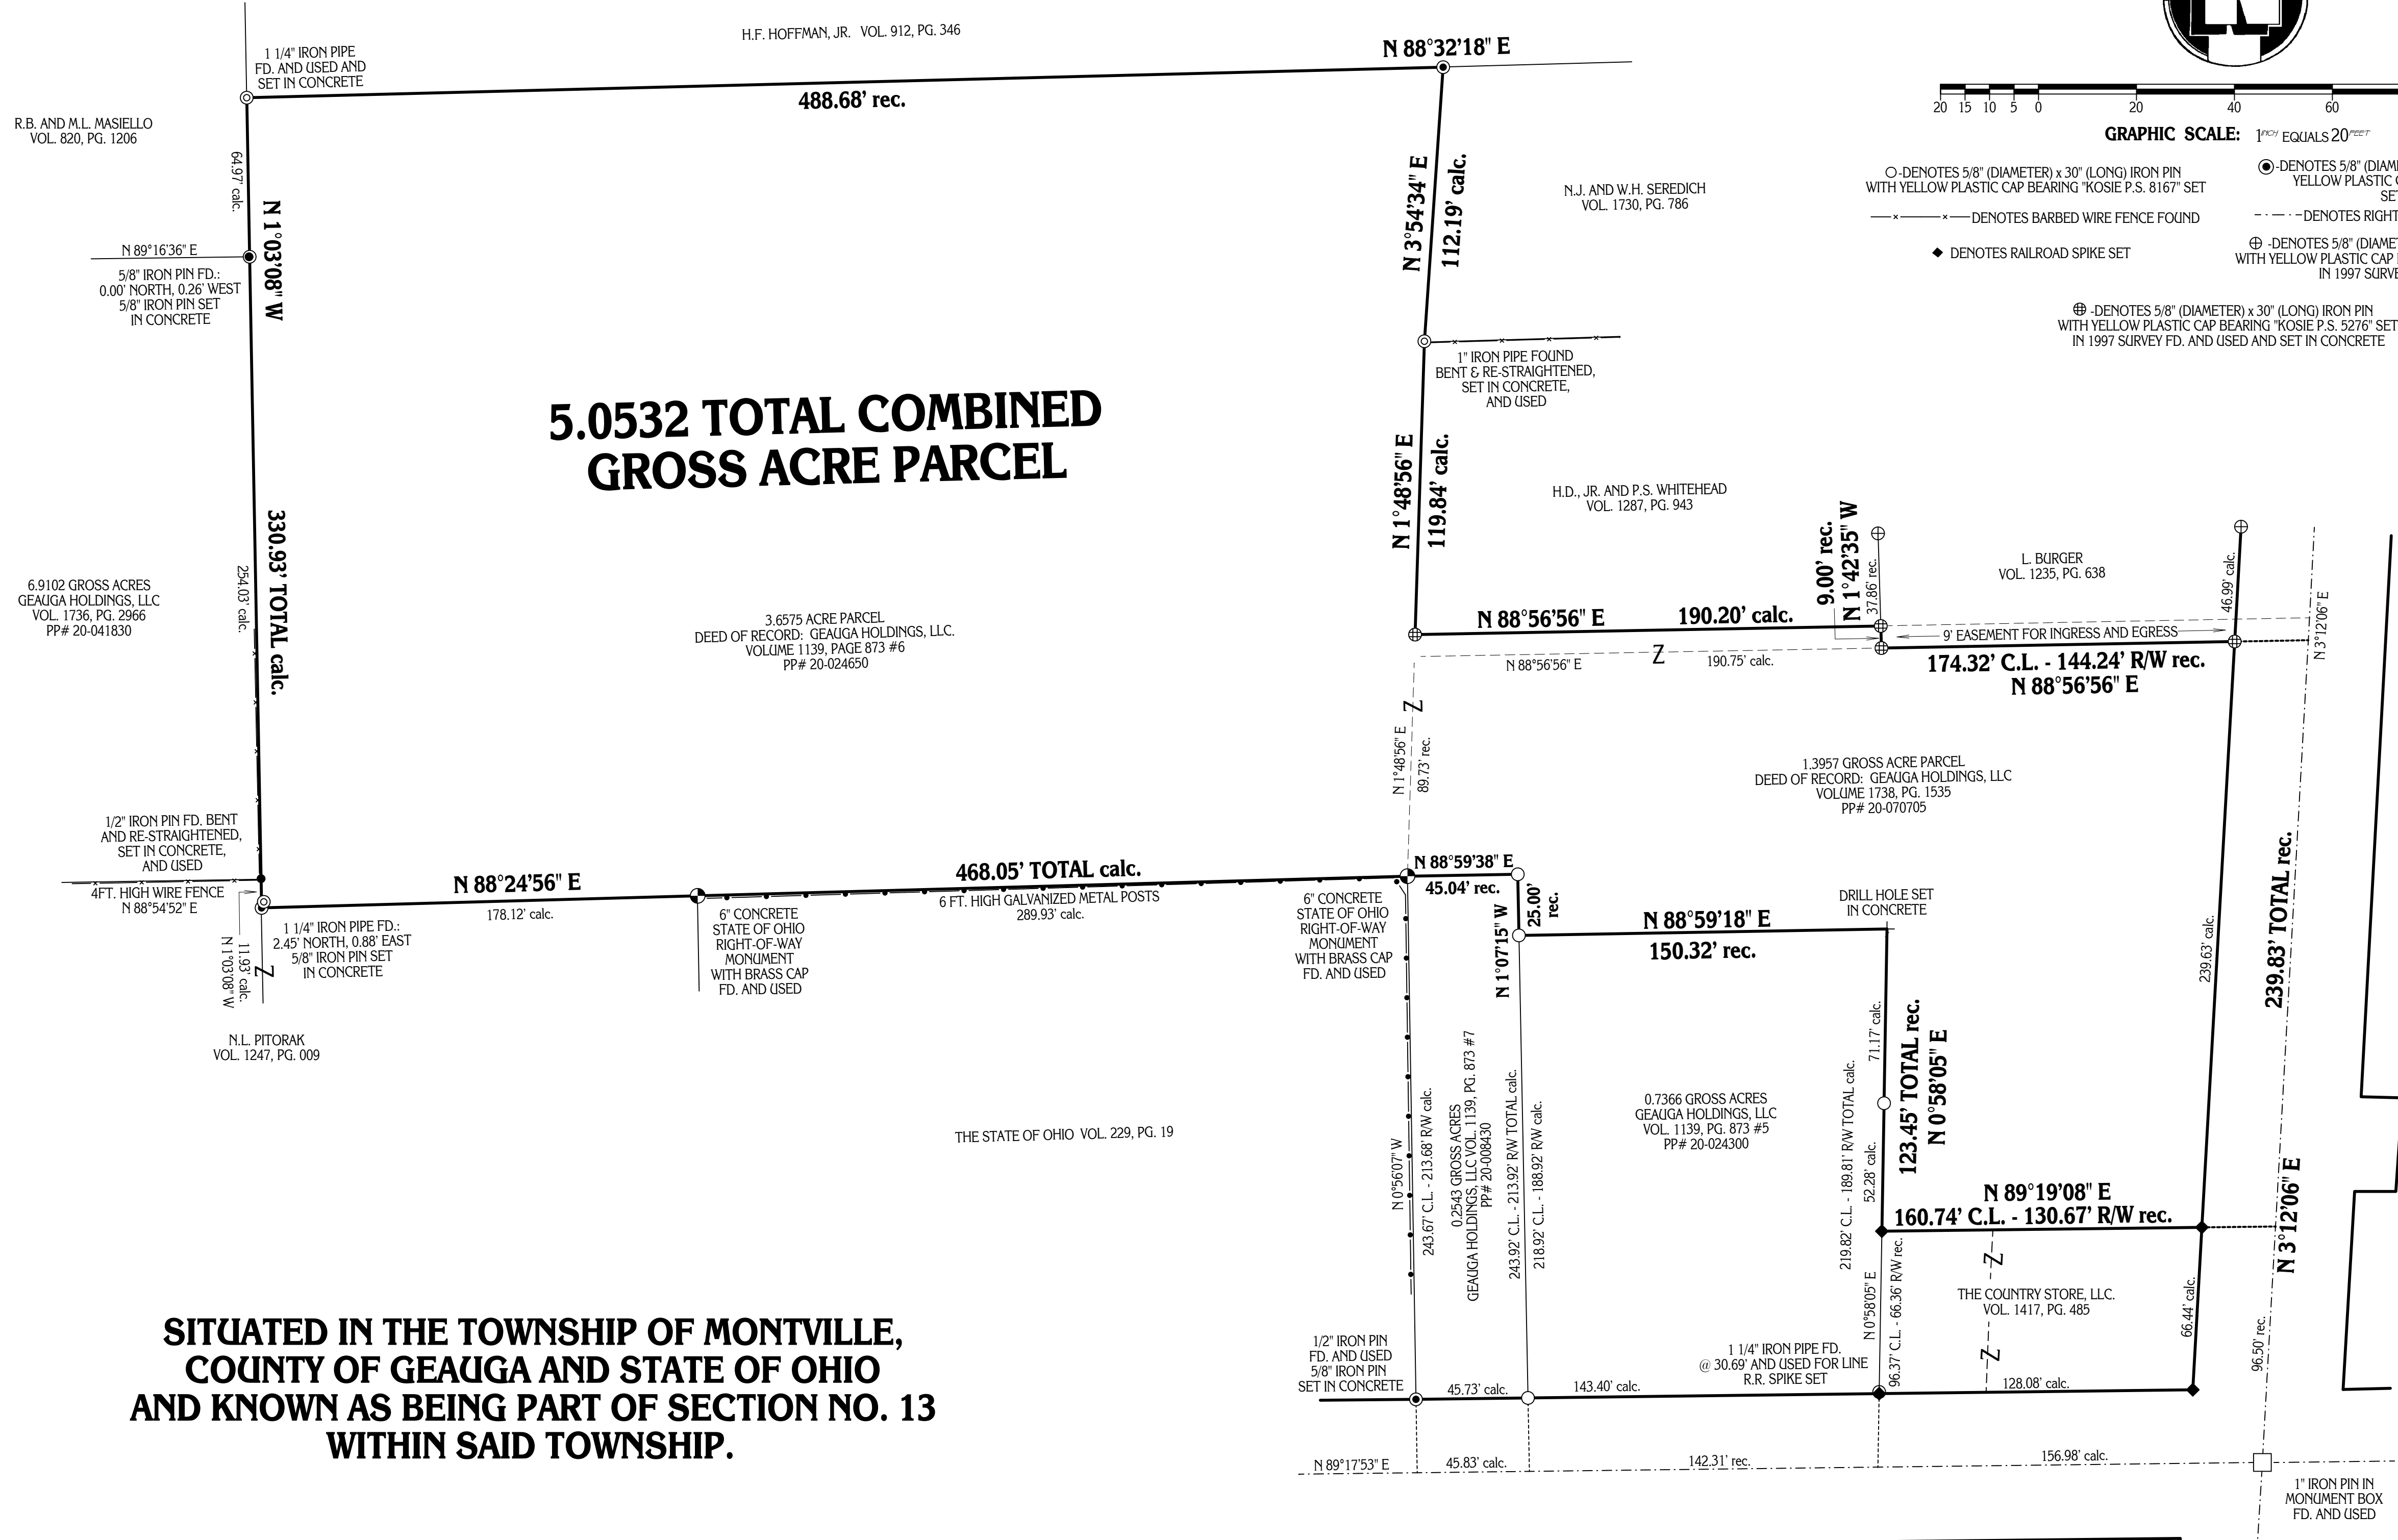 H.F. HOFFMAN, JR. VOL. 912, PG. 346
N 88°32'18" E
488.68' rec.
1 1/4" IRON PIPE
FD. AND USED AND
SET IN CONCRETE
R.B. AND M.L. MASIELLO
VOL. 820, PG. 1206
64.97' calc.
N 1°03'08" W
N 89°16'36" E
5/8" IRON PIN FD.:
0.00' NORTH, 0.26' WEST
5/8" IRON PIN SET
IN CONCRETE
330.93' TOTAL calc.
254.03' calc.
6.9102 GROSS ACRES
GEAUGA HOLDINGS, LLC
VOL. 1736, PG. 2966
PP# 20-041830
5.0532 TOTAL COMBINED
GROSS ACRE PARCEL
3.6575 ACRE PARCEL
DEED OF RECORD: GEAUGA HOLDINGS, LLC.
VOLUME 1139, PAGE 873 #6
PP# 20-024650
N 3°54'34" E
112.19' calc.
N.J. AND W.H. SEREDICH
VOL. 1730, PG. 786
1" IRON PIPE FOUND
BENT & RE-STRAIGHTENED,
SET IN CONCRETE,
AND USED
N 1°48'56" E
119.84' calc.
H.D., JR. AND P.S. WHITEHEAD
VOL. 1287, PG. 943
N
20 15 10 5 0 20 40 60
GRAPHIC SCALE: 1 INCH EQUALS 20 FEET
-DENOTES 5/8" (DIAMETER) x 30" (LONG) IRON PIN
WITH YELLOW PLASTIC CAP BEARING "KOSIE P.S. 8167" SET
-DENOTES 5/8" (DIAME
YELLOW PLASTIC C
SE
DENOTES BARBED WIRE FENCE FOUND
DENOTES RIGHT
DENOTES RAILROAD SPIKE SET
-DENOTES 5/8" (DIAME
WITH YELLOW PLASTIC CAP
IN 1997 SURVE
-DENOTES 5/8" (DIAMETER) x 30" (LONG) IRON PIN
WITH YELLOW PLASTIC CAP BEARING "KOSIE P.S. 5276" SET
IN 1997 SURVEY FD. AND USED AND SET IN CONCRETE
9.00' rec.
N 1°42'35" W
37.86' rec.
L. BURGER
VOL. 1235, PG. 638
46.99' calc.
N 3°12'06" E
N 88°56'56" E 190.20' calc.
9' EASEMENT FOR INGRESS AND EGRESS
N 88°56'56" E Z 190.75' calc.
174.32' C.L. - 144.24' R/W rec.
N 88°56'56" E
Z
N 1°48'56" E
89.73' rec.
1.3957 GROSS ACRE PARCEL
DEED OF RECORD: GEAUGA HOLDINGS, LLC
VOLUME 1738, PG. 1535
PP# 20-070705
1/2" IRON PIN FD. BENT
AND RE-STRAIGHTENED,
SET IN CONCRETE,
AND USED
4FT. HIGH WIRE FENCE
N 88°54'52" E
N 88°24'56" E
468.05' TOTAL calc.
178.12' calc.
6 FT. HIGH GALVANIZED METAL POSTS
289.93' calc.
1 1/4" IRON PIPE FD.:
2.45' NORTH, 0.88' EAST
5/8" IRON PIN SET
IN CONCRETE
11.93' calc.
N 1°03'08" W
Z
6" CONCRETE
STATE OF OHIO
RIGHT-OF-WAY
MONUMENT
WITH BRASS CAP
FD. AND USED
6" CONCRETE
STATE OF OHIO
RIGHT-OF-WAY
MONUMENT
WITH BRASS CAP
FD. AND USED
N 88°59'38" E
45.04' rec.
N 1°07'15" W
25.00'
rec.
N 88°59'18" E
150.32' rec.
DRILL HOLE SET
IN CONCRETE
N.L. PITORAK
VOL. 1247, PG. 009
THE STATE OF OHIO VOL. 229, PG. 19
N 0°56'07" W
243.67' C.L. - 213.68' R/W calc.
0.2543 GROSS ACRES
GEAUGA HOLDINGS, LLC VOL. 1139, PG. 873 #7
PP# 20-008430
243.92' C.L. - 213.92' R/W TOTAL calc.
218.92' C.L. - 188.92' R/W calc.
0.7366 GROSS ACRES
GEAUGA HOLDINGS, LLC
VOL. 1139, PG. 873 #5
PP# 20-024300
219.82' C.L. - 189.81' R/W TOTAL calc.
71.17' calc.
52.28' calc.
123.45' TOTAL rec.
N 0°58'05" E
239.63' calc.
239.83' TOTAL rec.
N 3°12'06" E
N 89°19'08" E
160.74' C.L. - 130.67' R/W rec.
N 0°58'05" E
96.37' C.L. - 66.36' R/W rec.
Z
THE COUNTRY STORE, LLC.
VOL. 1417, PG. 485
Z
66.44' calc.
96.50' rec.
SITUATED IN THE TOWNSHIP OF MONTVILLE,
COUNTY OF GEAUGA AND STATE OF OHIO
AND KNOWN AS BEING PART OF SECTION NO. 13
WITHIN SAID TOWNSHIP.
1/2" IRON PIN
FD. AND USED
5/8" IRON PIN
SET IN CONCRETE
1 1/4" IRON PIPE FD.
@ 30.69' AND USED FOR LINE
R.R. SPIKE SET
45.73' calc.
143.40' calc.
128.08' calc.
N 89°17'53" E
45.83' calc.
142.31' rec.
156.98' calc.
1" IRON PIN IN
MONUMENT BOX
FD. AND USED